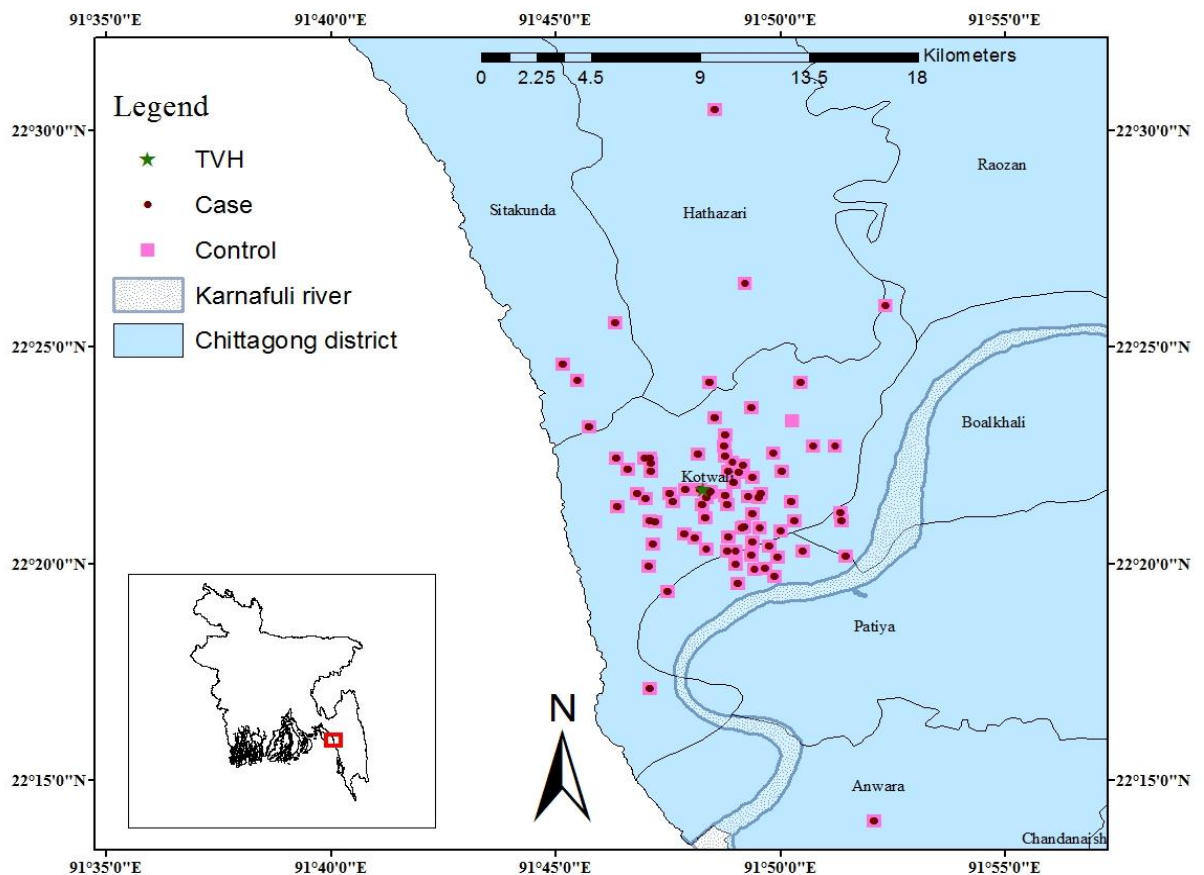 91°35'0"E 91°40'0"E 91°45'0"E 91°50'0"E 91°55'0"E
Kilometers
0 2.25 4.5 9 13.5 18
Legend
TVH
Case
Control
Karnafuli river
Chittagong district
22°30'0"N 22°30'0"N
Raozan
Sitakunda Hathazari
22°25'0"N 22°25'0"N
Boalkhali
Kotwali
22°20'0"N 22°20'0"N
Patiya
N
22°15'0"N 22°15'0"N
Anwara
Chandanaish
91°35'0"E 91°40'0"E 91°45'0"E 91°50'0"E 91°55'0"E